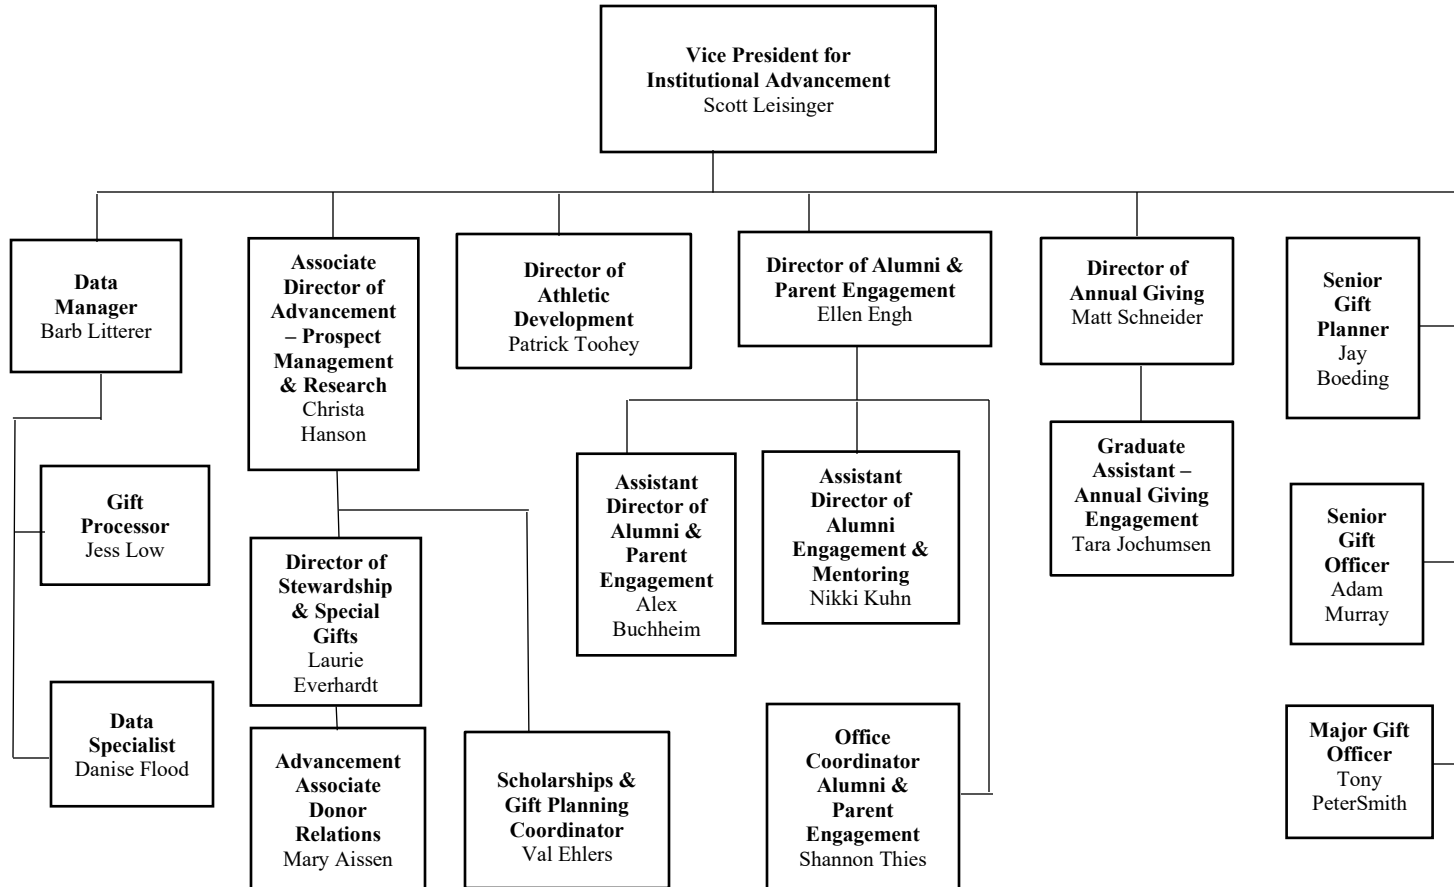 Vice President for
Institutional Advancement
Scott Leisinger
Data
Manager
Barb Litterer
Associate
Director of
Advancement
– Prospect
Management
& Research
Christa
Hanson
Director of
Athletic
Development
Patrick Toohey
Director of Alumni &
Parent Engagement
Ellen Engh
Director of
Annual Giving
Matt Schneider
Senior
Gift
Planner
Jay
Boeding
Gift
Processor
Jess Low
Director of
Stewardship
& Special
Gifts
Laurie
Everhardt
Assistant
Director of
Alumni &
Parent
Engagement
Alex
Buchheim
Assistant
Director of
Alumni
Engagement &
Mentoring
Nikki Kuhn
Graduate
Assistant –
Annual Giving
Engagement
Tara Jochumsen
Senior
Gift
Officer
Adam
Murray
Data
Specialist
Danise Flood
Advancement
Associate
Donor
Relations
Mary Aissen
Scholarships &
Gift Planning
Coordinator
Val Ehlers
Office
Coordinator
Alumni &
Parent
Engagement
Shannon Thies
Major Gift
Officer
Tony
PeterSmith